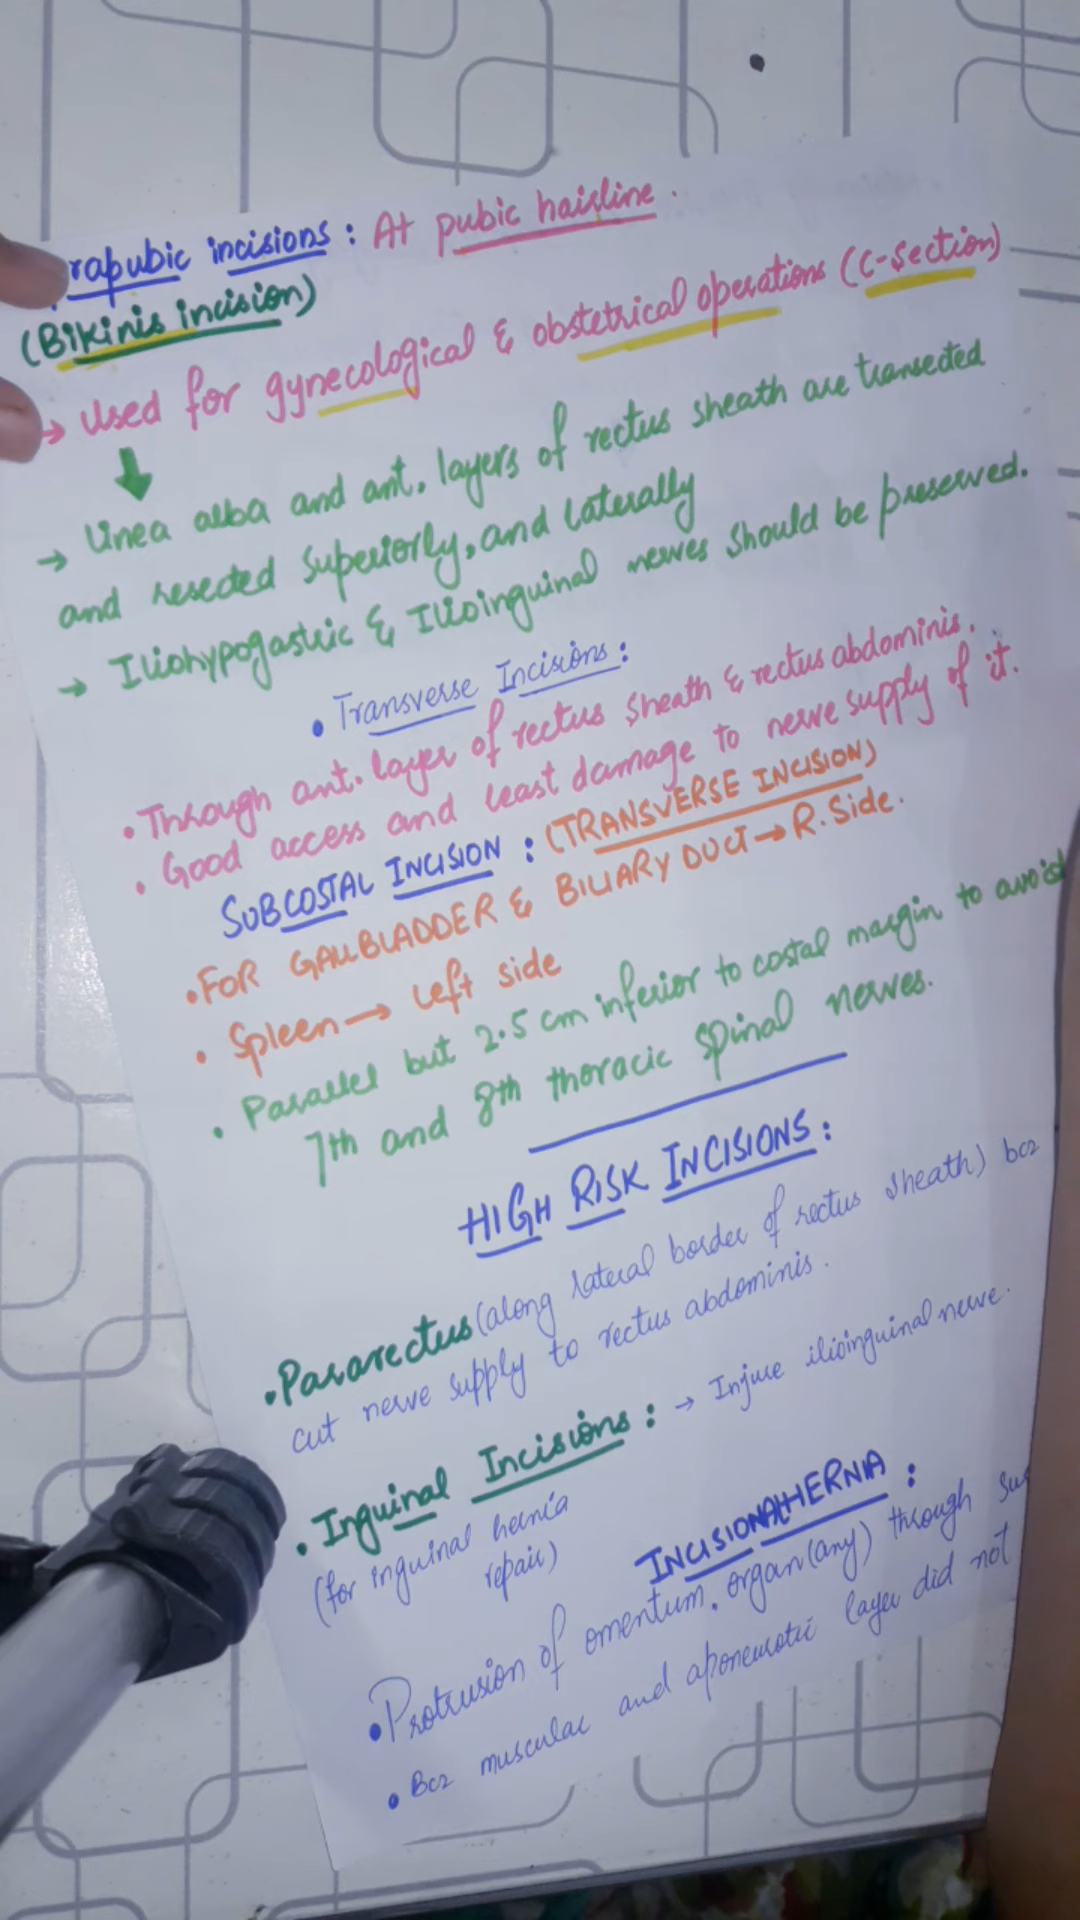 rapubic incisions : At pubic hairline .
(Bikinis incision)
→ Used for gynecological & obstetrical operations (C-section)
→ Linea alba and ant. layers of rectus sheath are transected
and resected superiorly, and laterally
→ Iliohypogastric & Ilioinguinal nerves should be preserved.
• Transverse Incisions :
• Through ant. layer of rectus sheath & rectus abdominis.
• Good access and least damage to nerve supply of it.
SUBCOSTAL INCISION : (TRANSVERSE INCISION)
• FOR GALLBLADDER & BILIARY DUCT → R. Side.
• Spleen → Left side
• Parallel but 2.5 cm inferior to costal margin to avoid
7th and 8th thoracic spinal nerves.
HIGH RISK INCISIONS :
• Pararectus (along lateral border of rectus sheath) bcz
cut nerve supply to rectus abdominis .
• Inguinal Incisions : → Injure ilioinguinal nerve .
(for inguinal hernia
repair)
INCISIONAL HERNIA :
• Protrusion of omentum, organ (any) through su
• Bcz muscular and aponeurotic layer did not